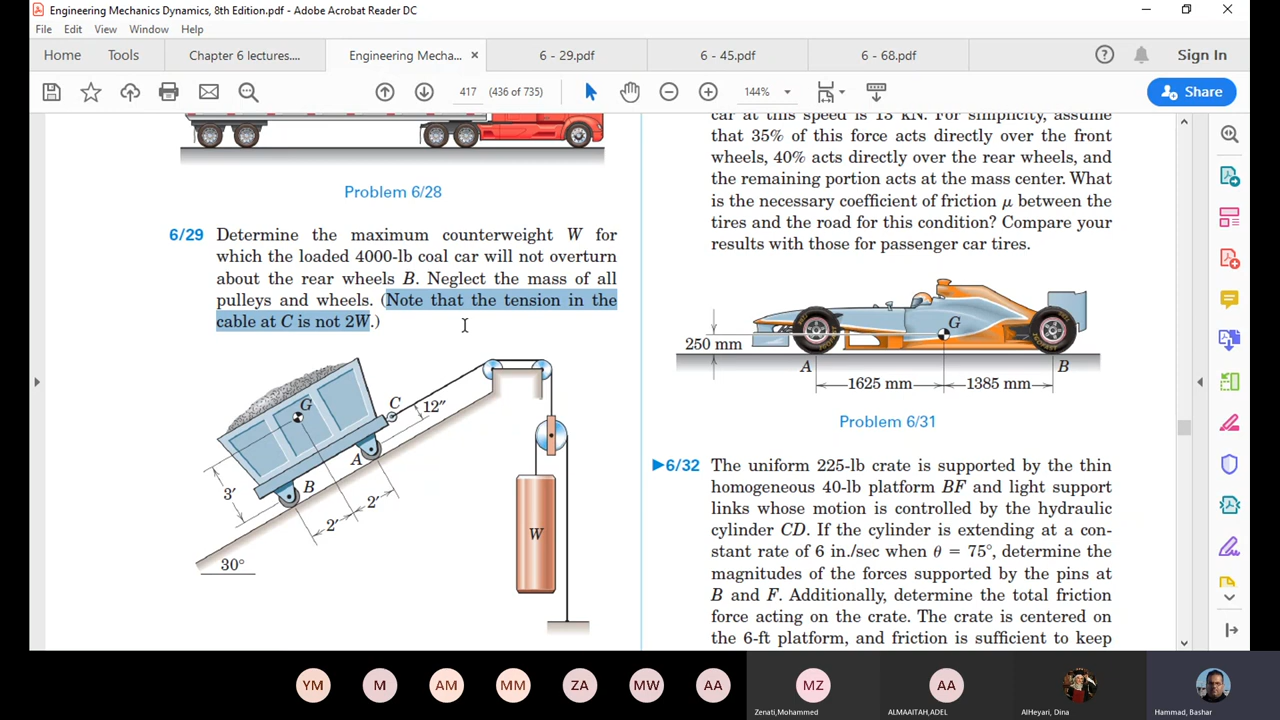 Engineering Mechanics Dynamics, 8th Edition.pdf - Adobe Acrobat Reader DC
File Edit View Window Help
Home Tools Chapter 6 lectures.... Engineering Mecha... × 6 - 29.pdf 6 - 45.pdf 6 - 68.pdf Sign In
417 (436 of 735) 144% Share
Problem 6/28
6/29 Determine the maximum counterweight W for
which the loaded 4000-lb coal car will not overturn
about the rear wheels B. Neglect the mass of all
pulleys and wheels. (Note that the tension in the
cable at C is not 2W.)
G
C
12″
A
B
3′
2′
2′
30°
W
car at this speed is 13 kN. For simplicity, assume
that 35% of this force acts directly over the front
wheels, 40% acts directly over the rear wheels, and
the remaining portion acts at the mass center. What
is the necessary coefficient of friction μ between the
tires and the road for this condition? Compare your
results with those for passenger car tires.
G
250 mm
A B
1625 mm 1385 mm
Problem 6/31
▶6/32 The uniform 225-lb crate is supported by the thin
homogeneous 40-lb platform BF and light support
links whose motion is controlled by the hydraulic
cylinder CD. If the cylinder is extending at a con-
stant rate of 6 in./sec when θ = 75°, determine the
magnitudes of the forces supported by the pins at
B and F. Additionally, determine the total friction
force acting on the crate. The crate is centered on
the 6-ft platform, and friction is sufficient to keep
YM M AM MM ZA MW AA MZ AA
Zenati,Mohammed ALMAAITAH,ADEL AlHeyari, Dina Hammad, Bashar